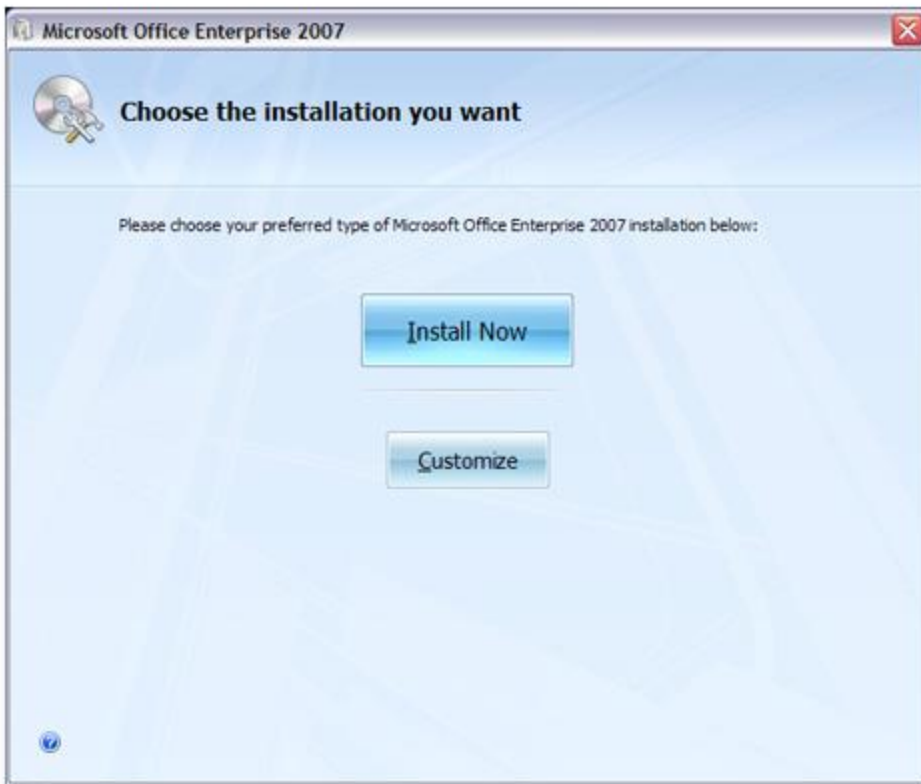 Microsoft Office Enterprise 2007
Choose the installation you want
Please choose your preferred type of Microsoft Office Enterprise 2007 installation below:
Install Now
Customize
?